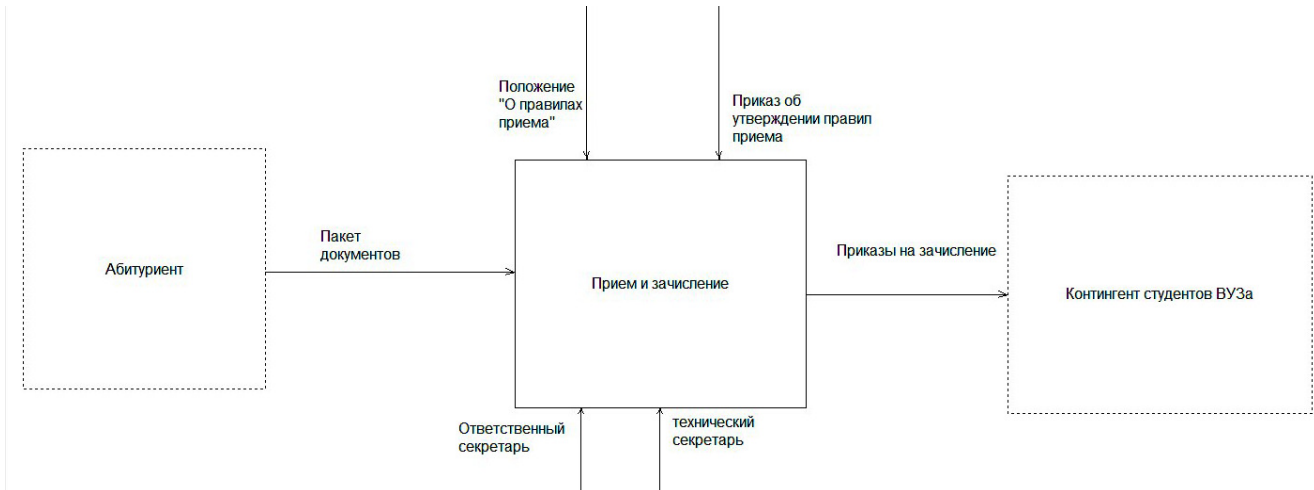 Положение
"О правилах
приема"
Приказ об
утверждении правил
приема
Абитуриент
Пакет
документов
Прием и зачисление
Приказы на зачисление
Контингент студентов ВУЗа
Ответственный
секретарь
технический
секретарь